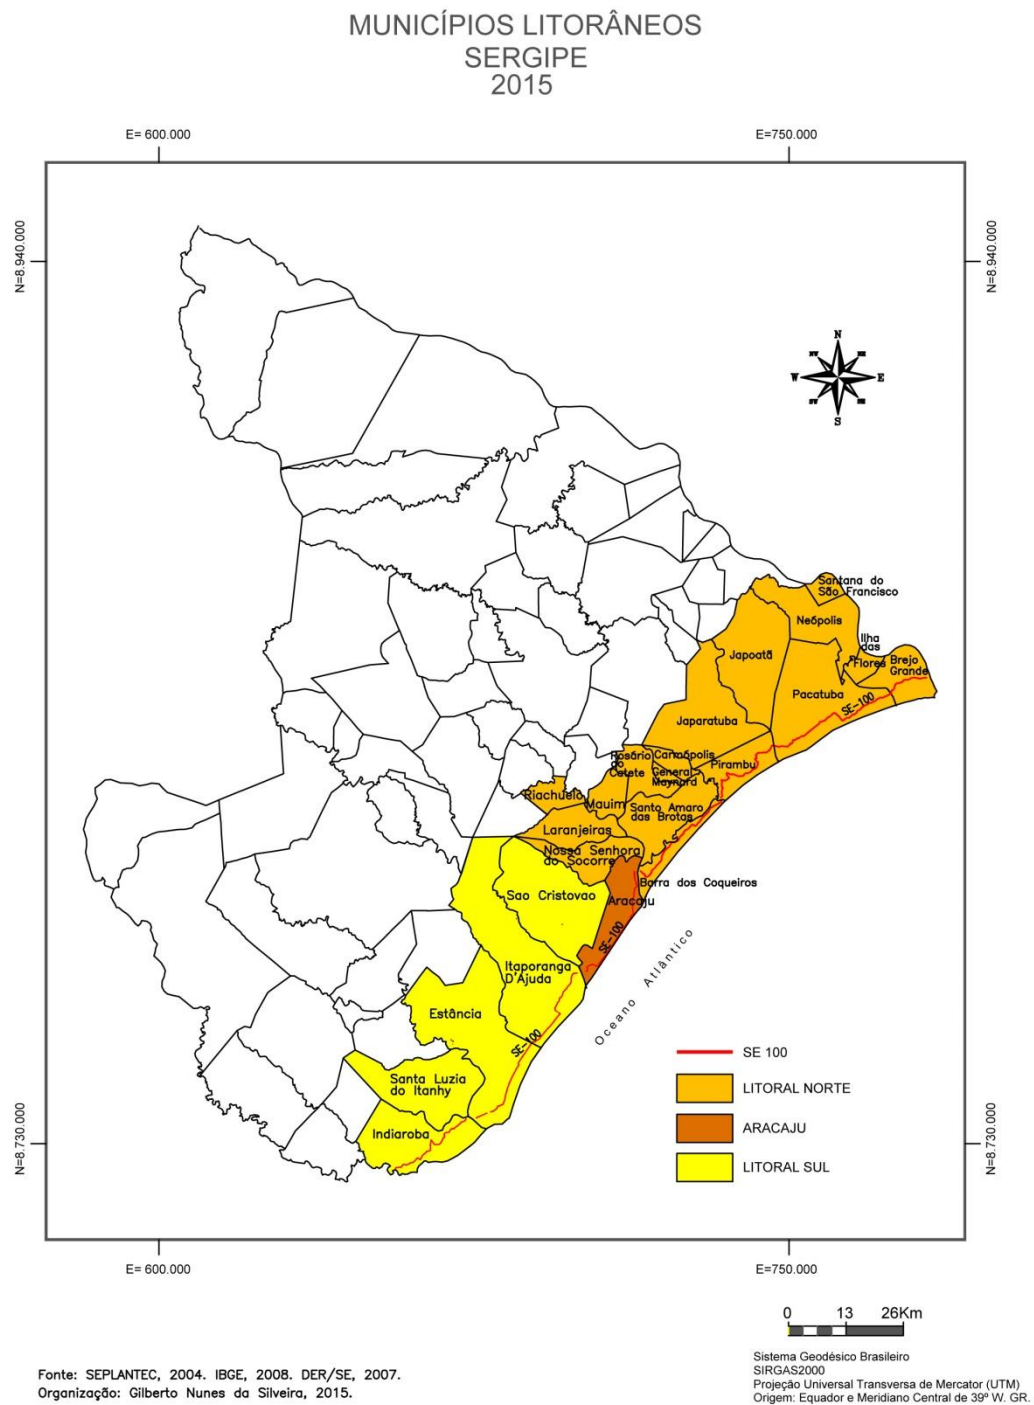 MUNICÍPIOS LITORÂNEOS
SERGIPE
2015
E= 600.000
E=750.000
N=8.940.000
N=8.940.000
N
NW
NE
W
E
SW
SE
S
Santana do
São Francisco
Neópolis
Ilha
das
Flores
Brejo
Grande
Japoatã
Pacatuba
SE-100
Japaratuba
Rosário
do
Catete
Carmópolis
General
Maynard
Pirambu
Riachuelo
Mauim
Santo Amaro
das Brotas
Laranjeiras
Nossa Senhora
do Socorre
Barra dos Coqueiros
Sao Cristovao
Aracaju
SE-100
Itaporanga
D'Ajuda
Oceano Atlântico
Estância
SE-100
Santa Luzia
do Itanhy
Indiaroba
SE 100
LITORAL NORTE
ARACAJU
LITORAL SUL
N=8.730.000
N=8.730.000
E= 600.000
E=750.000
0 13 26Km
Sistema Geodésico Brasileiro
SIRGAS2000
Projeção Universal Transversa de Mercator (UTM)
Origem: Equador e Meridiano Central de 39º W. GR.
Fonte: SEPLANTEC, 2004. IBGE, 2008. DER/SE, 2007.
Organização: Gilberto Nunes da Silveira, 2015.